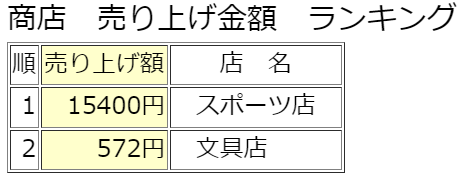 商店　売り上げ金額　ランキング
順 売り上げ額 店　名
1 15400円 スポーツ店
2 572円 文具店